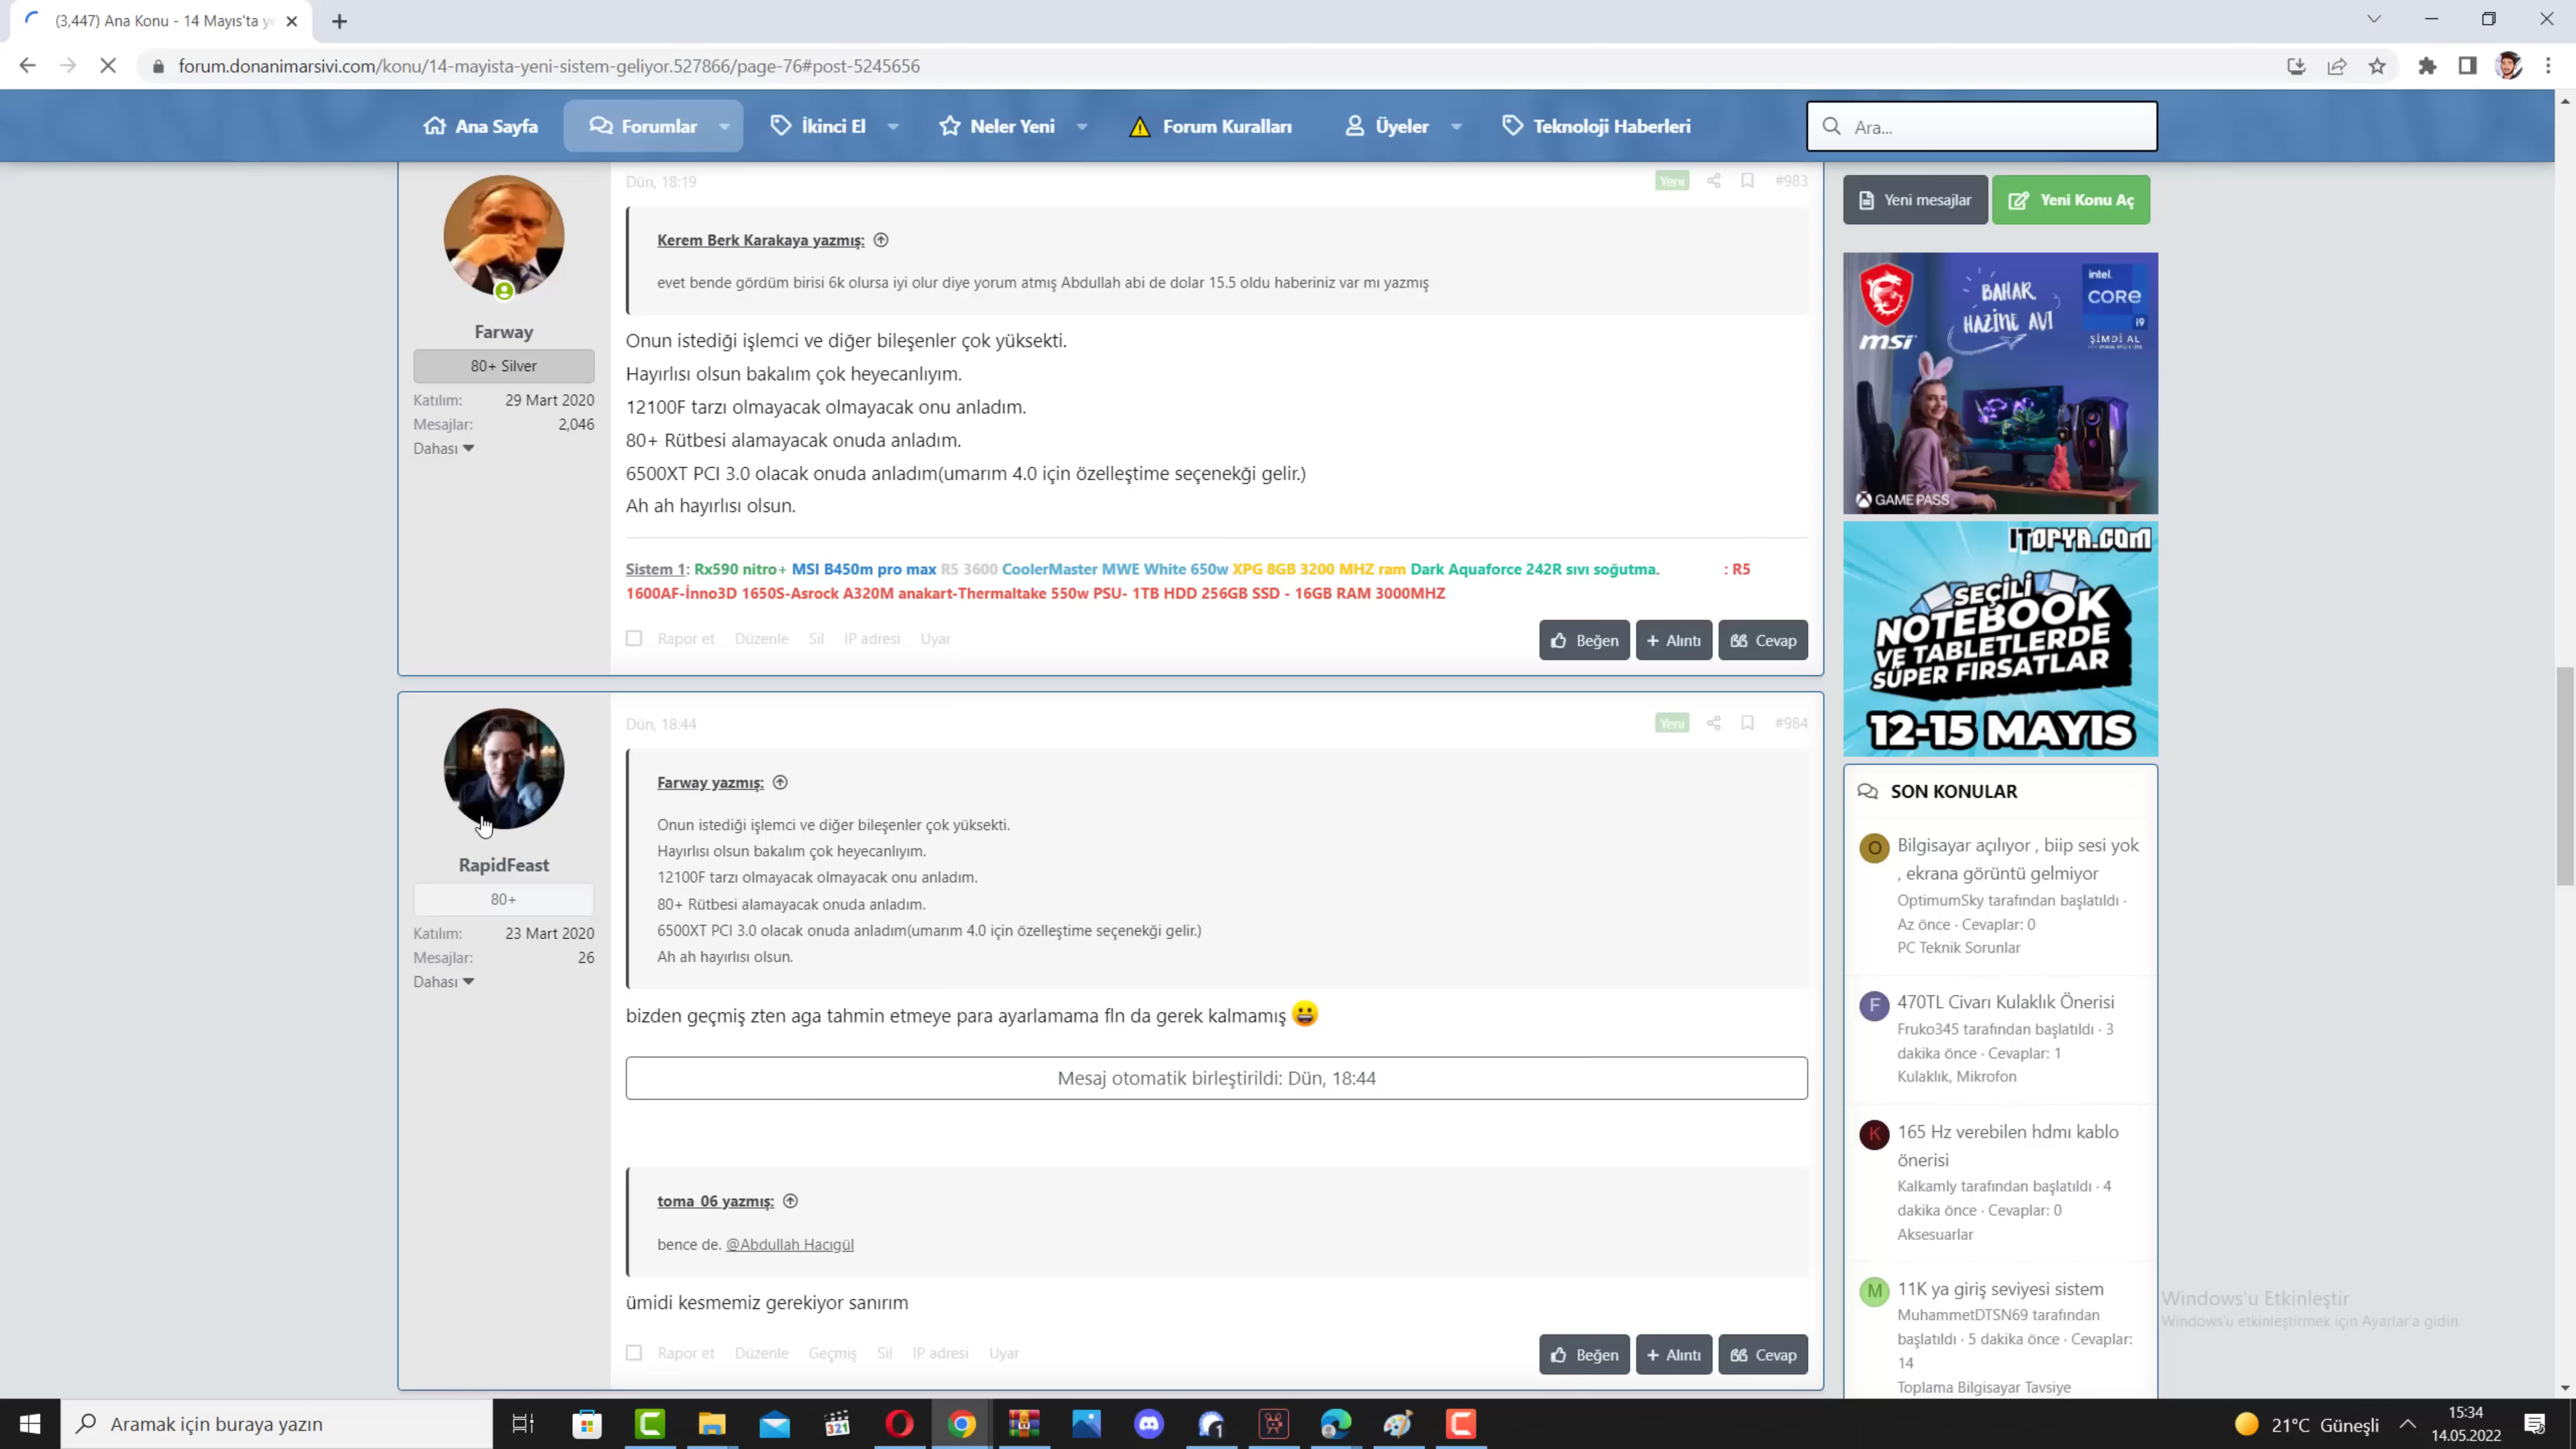 (3,447) Ana Konu - 14 Mayıs'ta ye
forum.donanimarsivi.com/konu/14-mayista-yeni-sistem-geliyor.527866/page-76#post-5245656
Ana Sayfa
Forumlar
İkinci El
Neler Yeni
Forum Kuralları
Üyeler
Teknoloji Haberleri
Ara...
Farway
80+ Silver
Katılım: 29 Mart 2020
Mesajlar: 2,046
Dahası
Dün, 18:19
Yeni
#983
Kerem Berk Karakaya yazmış:
evet bende gördüm birisi 6k olursa iyi olur diye yorum atmış Abdullah abi de dolar 15.5 oldu haberiniz var mı yazmış
Onun istediği işlemci ve diğer bileşenler çok yüksekti.
Hayırlısı olsun bakalım çok heyecanlıyım.
12100F tarzı olmayacak olmayacak onu anladım.
80+ Rütbesi alamayacak onuda anladım.
6500XT PCI 3.0 olacak onuda anladım(umarım 4.0 için özelleştime seçenekği gelir.)
Ah ah hayırlısı olsun.
Sistem 1: Rx590 nitro+ MSI B450m pro max R5 3600 CoolerMaster MWE White 650w XPG 8GB 3200 MHZ ram Dark Aquaforce 242R sıvı soğutma. : R5
1600AF-İnno3D 1650S-Asrock A320M anakart-Thermaltake 550w PSU- 1TB HDD 256GB SSD - 16GB RAM 3000MHZ
Rapor et Düzenle Sil IP adresi Uyar
Beğen
+ Alıntı
Cevap
RapidFeast
80+
Katılım: 23 Mart 2020
Mesajlar: 26
Dahası
Dün, 18:44
Yeni
#984
Farway yazmış:
Onun istediği işlemci ve diğer bileşenler çok yüksekti.
Hayırlısı olsun bakalım çok heyecanlıyım.
12100F tarzı olmayacak olmayacak onu anladım.
80+ Rütbesi alamayacak onuda anladım.
6500XT PCI 3.0 olacak onuda anladım(umarım 4.0 için özelleştime seçenekği gelir.)
Ah ah hayırlısı olsun.
bizden geçmiş zten aga tahmin etmeye para ayarlamama fln da gerek kalmamış
Mesaj otomatik birleştirildi: Dün, 18:44
toma_06 yazmış:
bence de. @Abdullah Hacıgül
ümidi kesmemiz gerekiyor sanırım
Rapor et Düzenle Geçmiş Sil IP adresi Uyar
Beğen
+ Alıntı
Cevap
Yeni mesajlar
Yeni Konu Aç
msi
BAHAR
HAZİNE AVI
intel
CORE
i9
ŞİMDİ AL
GAME PASS
ITOPYA.COM
SEÇİLİ
NOTEBOOK
VE TABLETLERDE
SÜPER FIRSATLAR
12-15 MAYIS
SON KONULAR
O
Bilgisayar açılıyor , biip sesi yok
, ekrana görüntü gelmiyor
OptimumSky tarafından başlatıldı ·
Az önce · Cevaplar: 0
PC Teknik Sorunlar
F
470TL Civarı Kulaklık Önerisi
Fruko345 tarafından başlatıldı · 3
dakika önce · Cevaplar: 1
Kulaklık, Mikrofon
K
165 Hz verebilen hdmı kablo
önerisi
Kalkamly tarafından başlatıldı · 4
dakika önce · Cevaplar: 0
Aksesuarlar
M
11K ya giriş seviyesi sistem
MuhammetDTSN69 tarafından
başlatıldı · 5 dakika önce · Cevaplar:
14
Toplama Bilgisayar Tavsiye
Windows'u Etkinleştir
Windows'u etkinleştirmek için Ayarlar'a gidin.
Aramak için buraya yazın
321
21°C Güneşli
15:34
14.05.2022